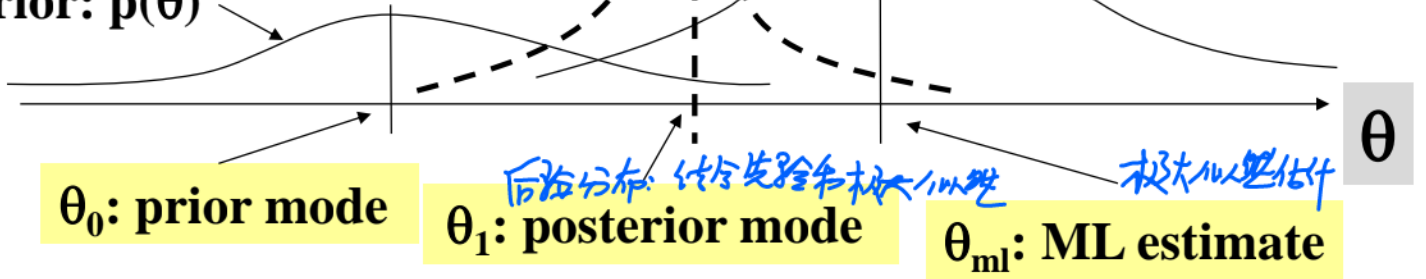 rior: p(θ)
θ
后验分布: 结合先验和极大似然
极大似然估计
θ₀: prior mode
θ₁: posterior mode
θₘₗ: ML estimate